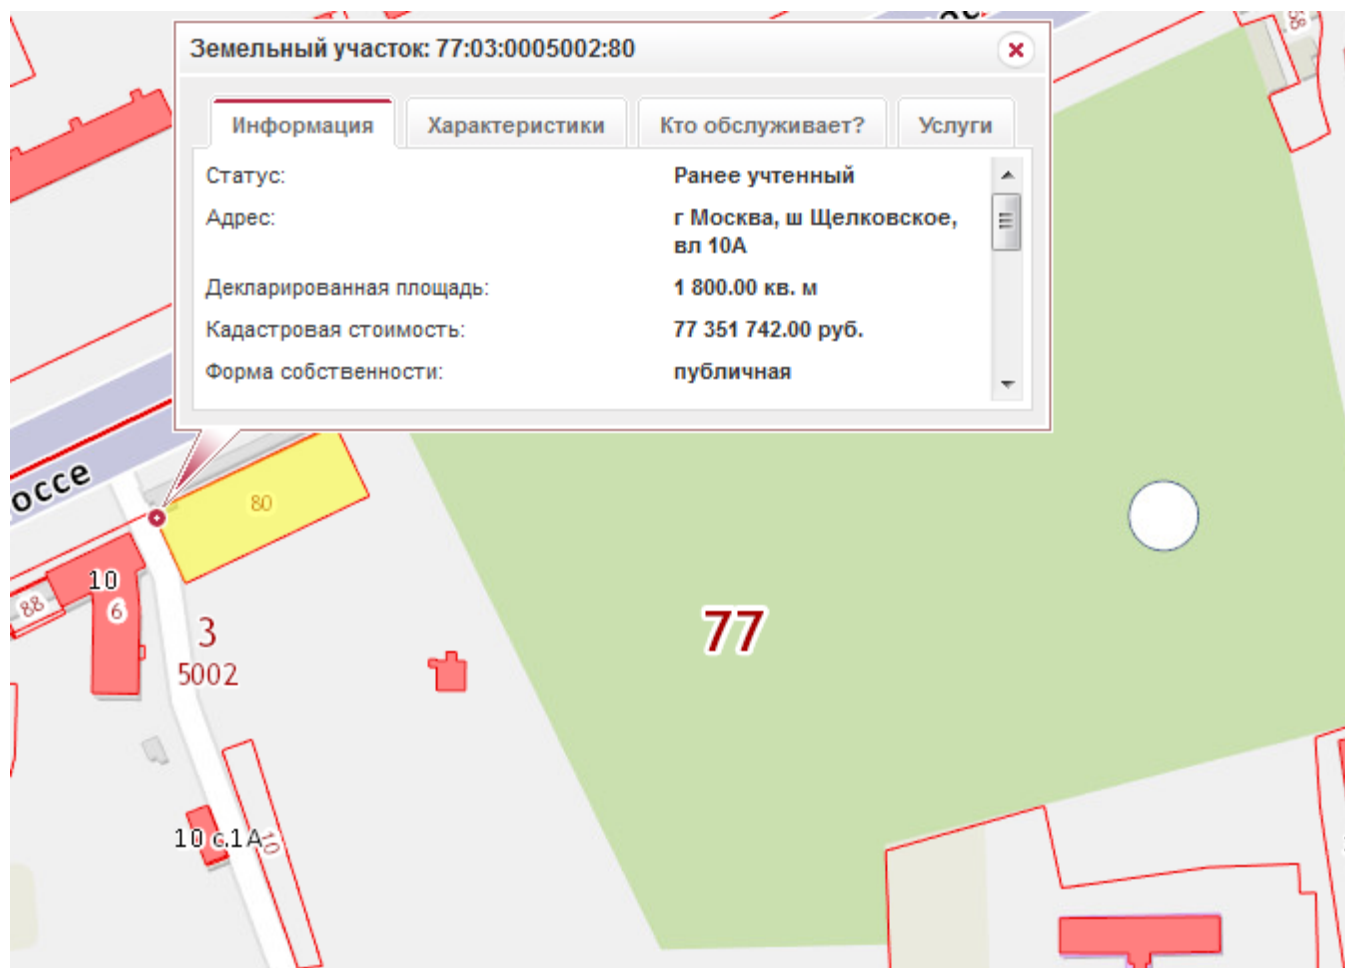 Земельный участок: 77:03:0005002:80
Информация
Характеристики
Кто обслуживает?
Услуги
Статус:
Ранее учтенный
Адрес:
г Москва, ш Щелковское,
вл 10А
Декларированная площадь:
1 800.00 кв. м
Кадастровая стоимость:
77 351 742.00 руб.
Форма собственности:
публичная
58
оссе
80
10
88
6
3
5002
77
10 с.1А
10